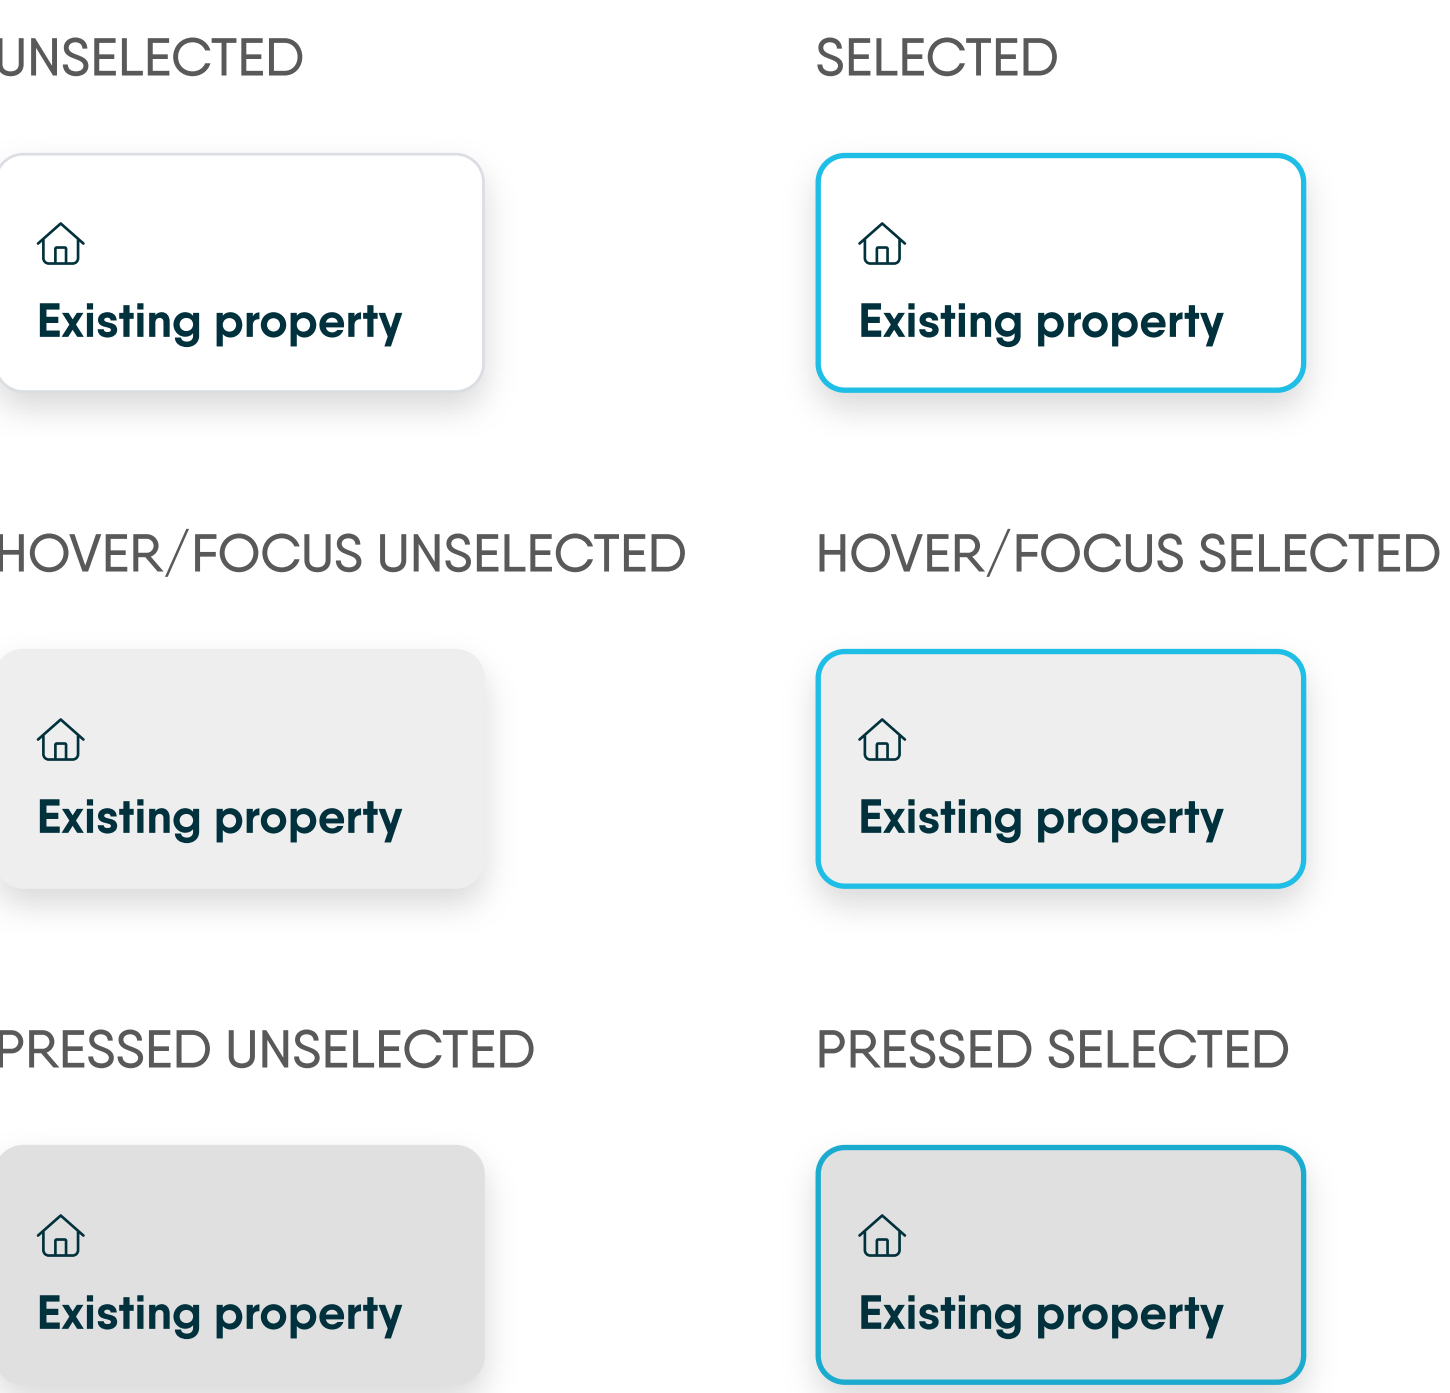 UNSELECTED
SELECTED
Existing property
Existing property
HOVER/FOCUS UNSELECTED
HOVER/FOCUS SELECTED
Existing property
Existing property
PRESSED UNSELECTED
PRESSED SELECTED
Existing property
Existing property